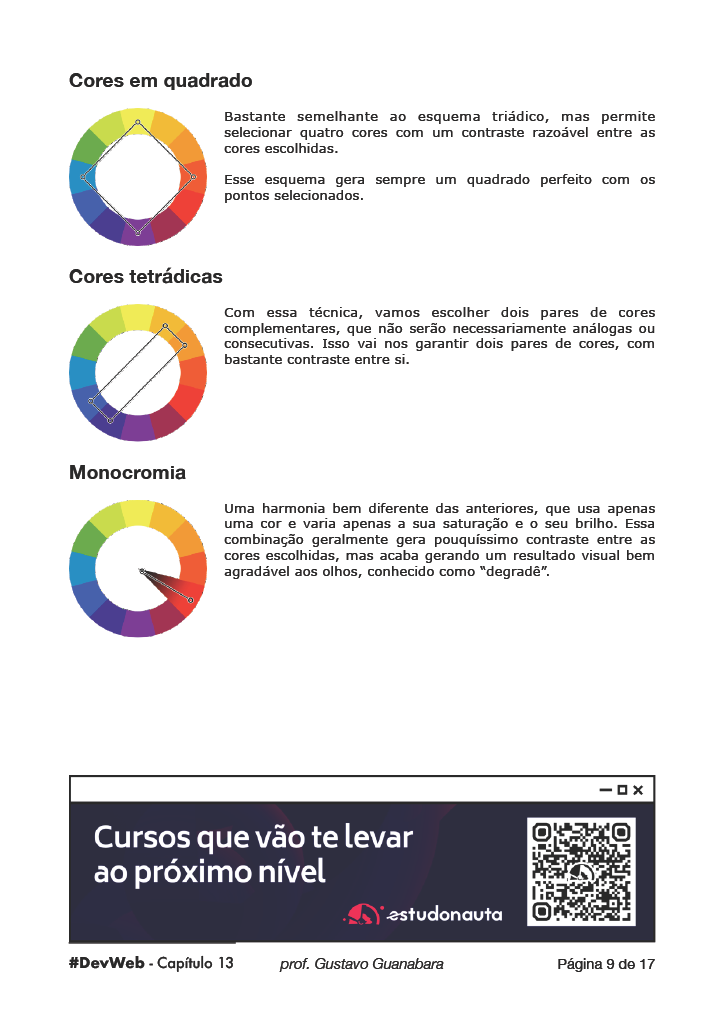 Cores em quadrado
Bastante semelhante ao esquema triádico, mas permite
selecionar quatro cores com um contraste razoável entre as
cores escolhidas.
Esse esquema gera sempre um quadrado perfeito com os
pontos selecionados.
Cores tetrádicas
Com essa técnica, vamos escolher dois pares de cores
complementares, que não serão necessariamente análogas ou
consecutivas. Isso vai nos garantir dois pares de cores, com
bastante contraste entre si.
Monocromia
Uma harmonia bem diferente das anteriores, que usa apenas
uma cor e varia apenas a sua saturação e o seu brilho. Essa
combinação geralmente gera pouquíssimo contraste entre as
cores escolhidas, mas acaba gerando um resultado visual bem
agradável aos olhos, conhecido como “degradê”.
Cursos que vão te levar
ao próximo nível
estudonauta
#DevWeb - Capítulo 13 prof. Gustavo Guanabara Página 9 de 17